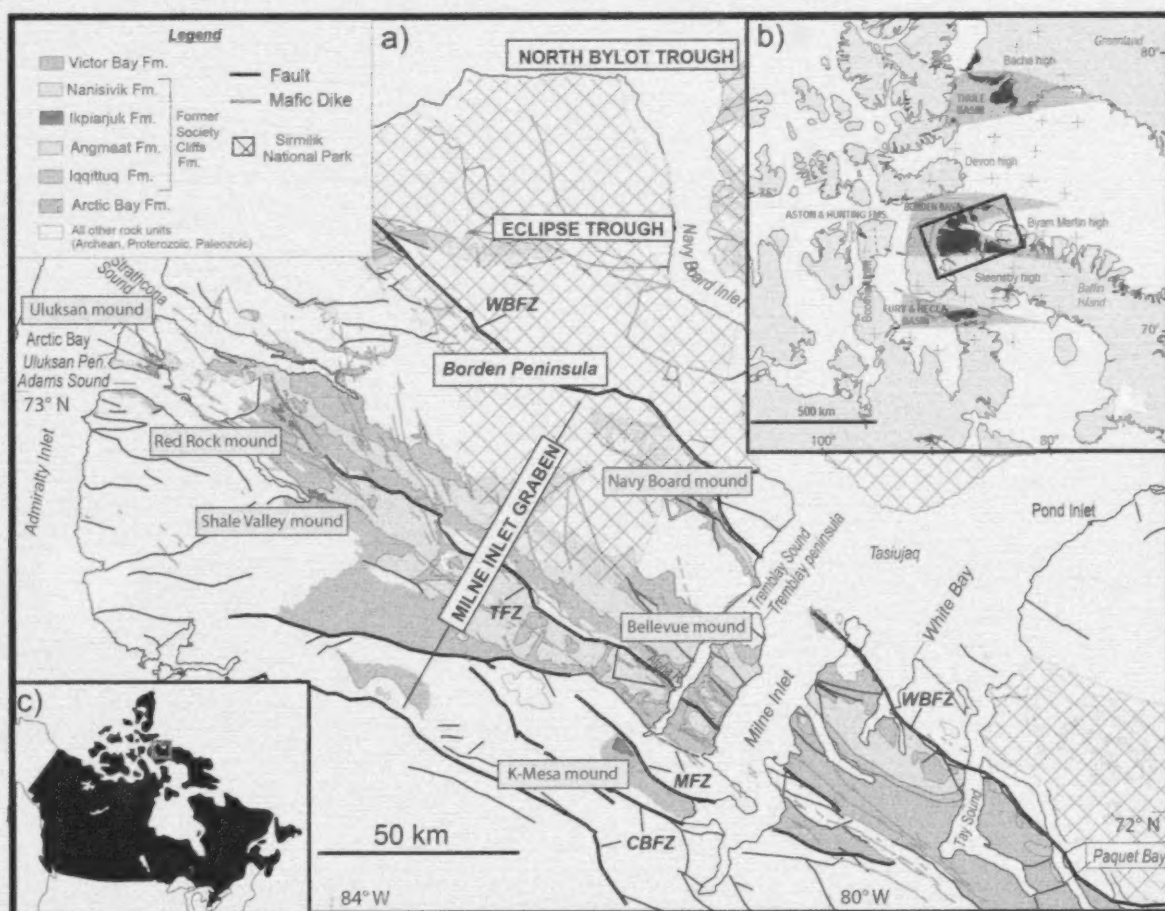 Legend
Victor Bay Fm.
Nanisivik Fm.
Ikpiarjuk Fm.
Angmaat Fm.
Iqqittuq Fm.
Arctic Bay Fm.
All other rock units
(Archean, Proterozoic, Paleozoic)
Former
Society
Cliffs
Fm.
Fault
Mafic Dike
Sirmilik
National Park
a)
NORTH BYLOT TROUGH
ECLIPSE TROUGH
Navy Board Inlet
WBFZ
Borden Peninsula
Strathcona
Sound
Uluksan mound
Arctic Bay
Uluksan Pen.
Adams Sound
73° N
Admiralty Inlet
Red Rock mound
Shale Valley mound
MILNE INLET GRABEN
TFZ
Navy Board mound
Bellevue mound
Tremblay Sound
Tremblay peninsula
Milne Inlet
Tasiujaq
White Bay
Pond Inlet
WBFZ
K-Mesa mound
MFZ
CBFZ
50 km
84° W
80° W
72° N
Tay Sound
Paquet Bay
b)
Greenland
80°
Bache high
THULE
BASIN
Devon high
75°
ASTON & HUNTING FMS.
BORDEN BASIN
Byam Martin high
Steensby high
Baffin
Island
FURY & HECLA
BASIN
70°
500 km
100°
90°
80°
c)